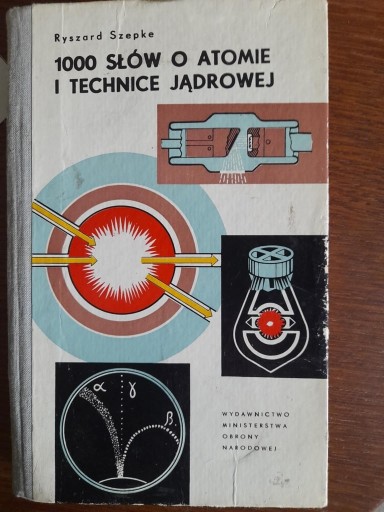 Ryszard Szepke
1000 SŁÓW O ATOMIE
I TECHNICE JĄDROWEJ
α γ β
WYDAWNICTWO
MINISTERSTWA
OBRONY
NARODOWEJ